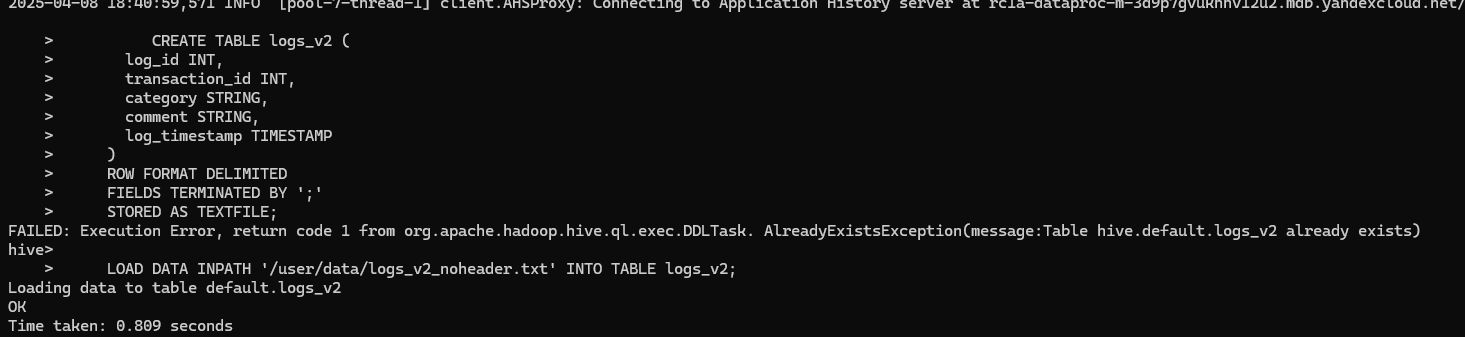 2025-04-08 18:40:59,571 INFO  [pool-7-thread-1] client.AHSProxy: Connecting to Application History server at rc1a-dataproc-m-3d9p7gvuknnv12u2.mdb.yandexcloud.net/
    >           CREATE TABLE logs_v2 (
    >        log_id INT,
    >        transaction_id INT,
    >        category STRING,
    >        comment STRING,
    >        log_timestamp TIMESTAMP
    >      )
    >      ROW FORMAT DELIMITED
    >      FIELDS TERMINATED BY ';'
    >      STORED AS TEXTFILE;
FAILED: Execution Error, return code 1 from org.apache.hadoop.hive.ql.exec.DDLTask. AlreadyExistsException(message:Table hive.default.logs_v2 already exists)
hive>
    >      LOAD DATA INPATH '/user/data/logs_v2_noheader.txt' INTO TABLE logs_v2;
Loading data to table default.logs_v2
OK
Time taken: 0.809 seconds